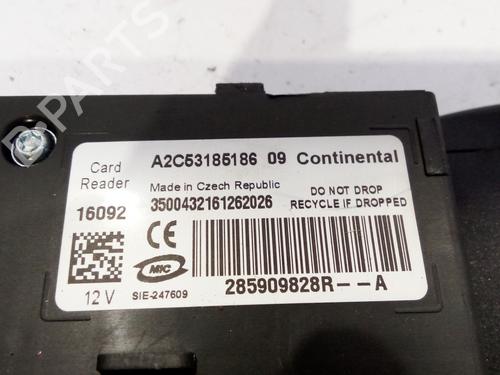 B-PARTS
Card Reader
A2C53185186 09 Continental
Made in Czech Republic
DO NOT DROP
RECYCLE IF DROPPED
16092
3500432161262026
CE
MIC
12 V
SIE-247609
285909828R--A